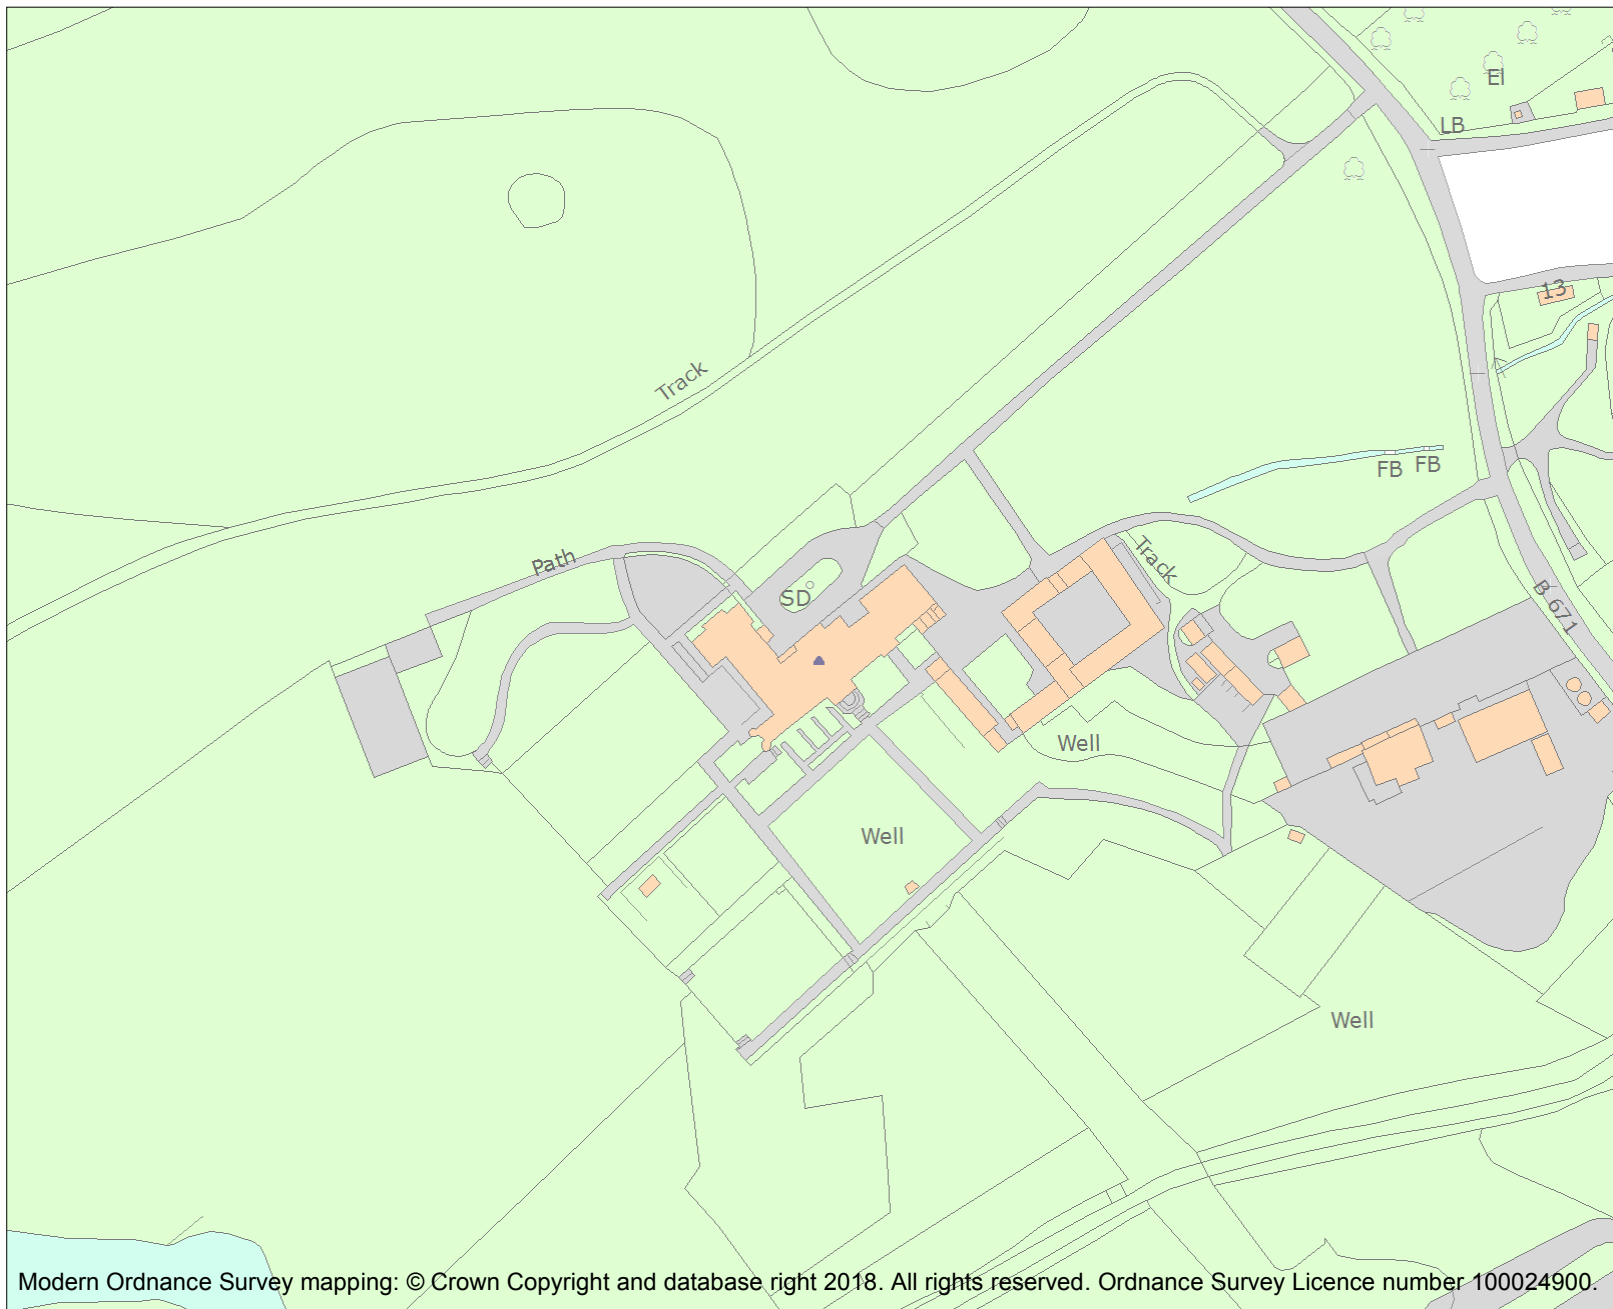 El
LB
13
Track
FB FB
Path
Track
SD
B 671
Well
Well
Well
Modern Ordnance Survey mapping: © Crown Copyright and database right 2018. All rights reserved. Ordnance Survey Licence number 100024900.